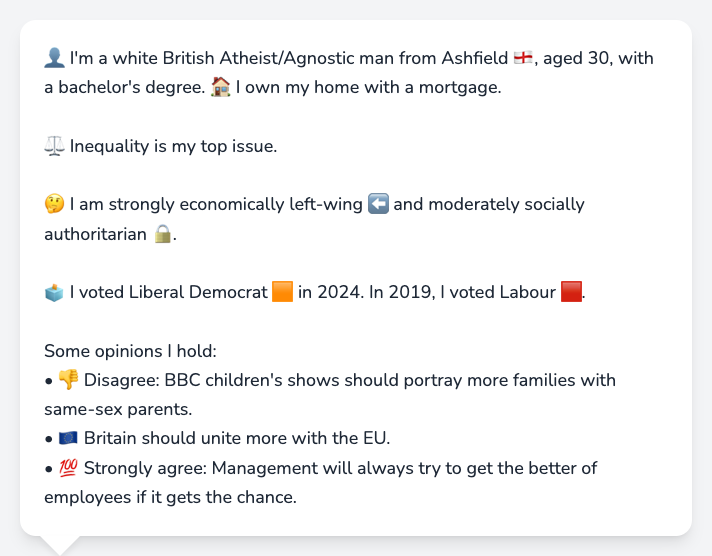 👤 I'm a white British Atheist/Agnostic man from Ashfield 🏴󠁧󠁢󠁥󠁮󠁧󠁿, aged 30, with
a bachelor's degree. 🏠 I own my home with a mortgage.
⚖️ Inequality is my top issue.
🤔 I am strongly economically left-wing ⬅️ and moderately socially
authoritarian 🔒.
🗳️ I voted Liberal Democrat 🟧 in 2024. In 2019, I voted Labour 🟥.
Some opinions I hold:
• 👎 Disagree: BBC children's shows should portray more families with
same-sex parents.
• 🇪🇺 Britain should unite more with the EU.
• 💯 Strongly agree: Management will always try to get the better of
employees if it gets the chance.